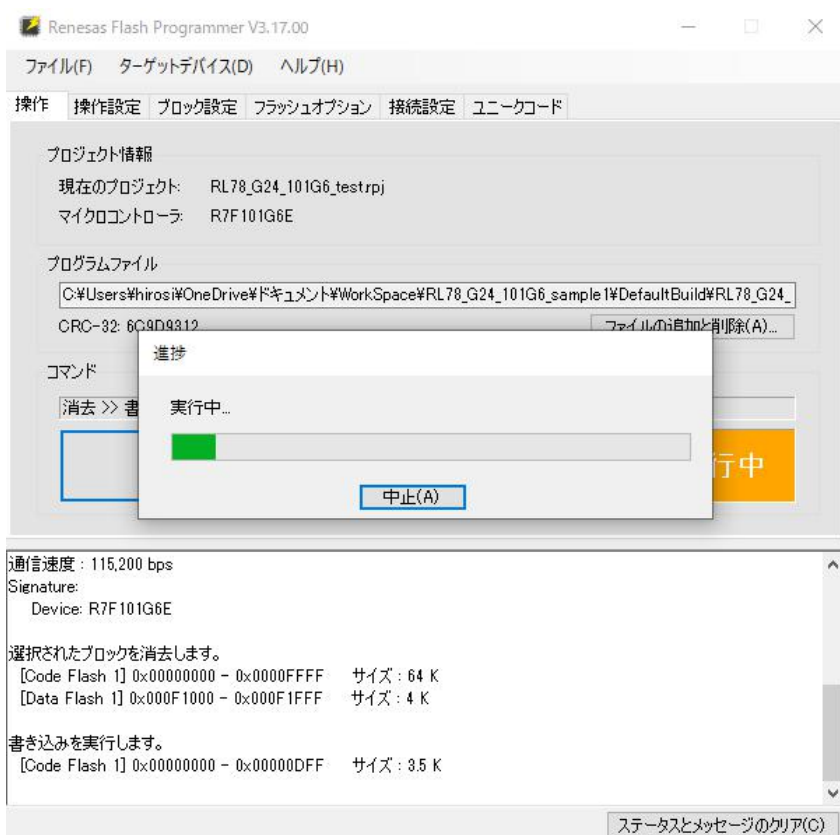 Renesas Flash Programmer V3.17.00
ファイル(F) ターゲットデバイス(D) ヘルプ(H)
操作 操作設定 ブロック設定 フラッシュオプション 接続設定 ユニークコード
プロジェクト情報
現在のプロジェクト: RL78_G24_101G6_test.rpj
マイクロコントローラ: R7F101G6E
プログラムファイル
C:¥Users¥hirosi¥OneDrive¥ドキュメント¥WorkSpace¥RL78_G24_101G6_sample1¥DefaultBuild¥RL78_G24_
CRC-32: 6C9D9312 ファイルの追加と削除(A)...
コマンド
消去 >> 書
進捗
実行中...
行中
中止(A)
通信速度 : 115,200 bps
Signature:
Device: R7F101G6E
選択されたブロックを消去します。
[Code Flash 1] 0x00000000 - 0x0000FFFF サイズ : 64 K
[Data Flash 1] 0x000F1000 - 0x000F1FFF サイズ : 4 K
書き込みを実行します。
[Code Flash 1] 0x00000000 - 0x00000DFF サイズ : 3.5 K
ステータスとメッセージのクリア(C)